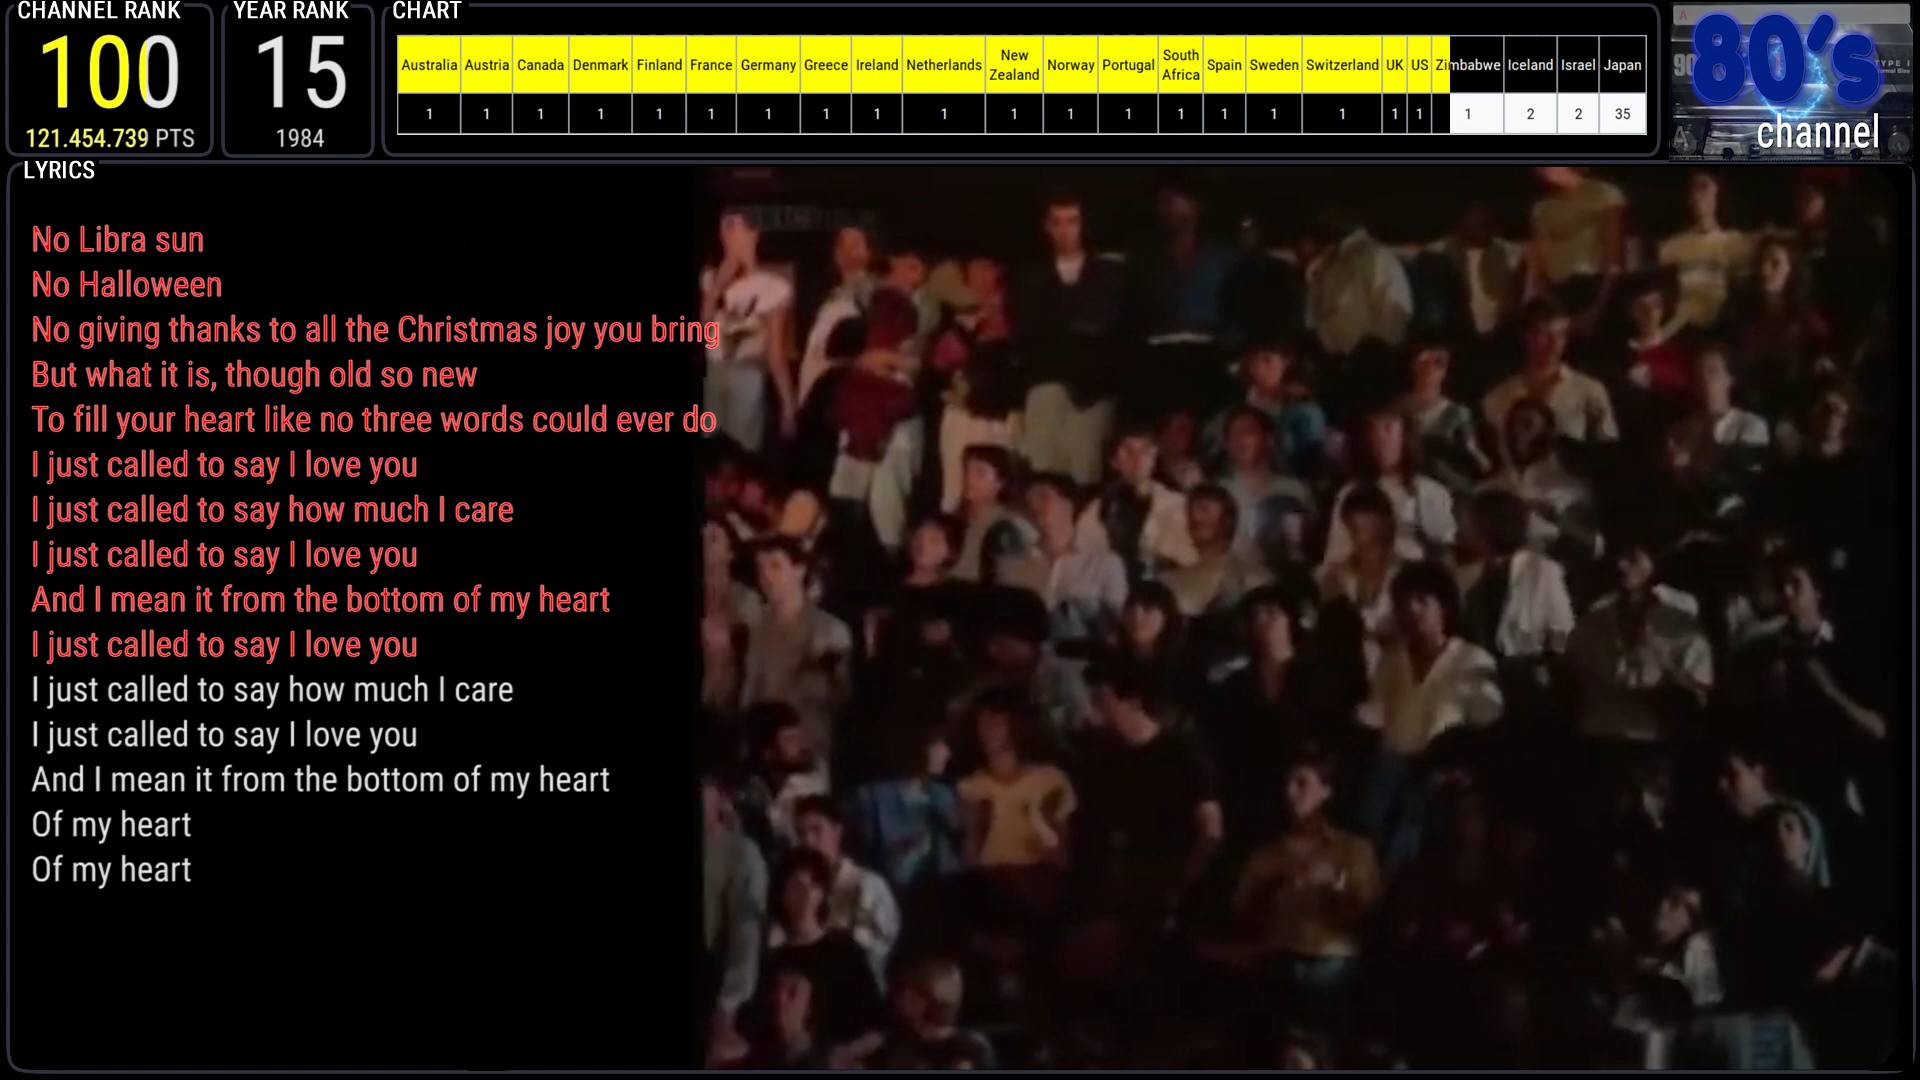 CHANNEL RANK
100
121.454.739 PTS
YEAR RANK
15
1984
CHART
Australia Austria Canada Denmark Finland France Germany Greece Ireland Netherlands New Zealand Norway Portugal South Africa Spain Sweden Switzerland UK US Zimbabwe Iceland Israel Japan
1 1 1 1 1 1 1 1 1 1 1 1 1 1 1 1 1 1 1 1 2 2 35
80's
channel
LYRICS
No Libra sun
No Halloween
No giving thanks to all the Christmas joy you bring
But what it is, though old so new
To fill your heart like no three words could ever do
I just called to say I love you
I just called to say how much I care
I just called to say I love you
And I mean it from the bottom of my heart
I just called to say I love you
I just called to say how much I care
I just called to say I love you
And I mean it from the bottom of my heart
Of my heart
Of my heart